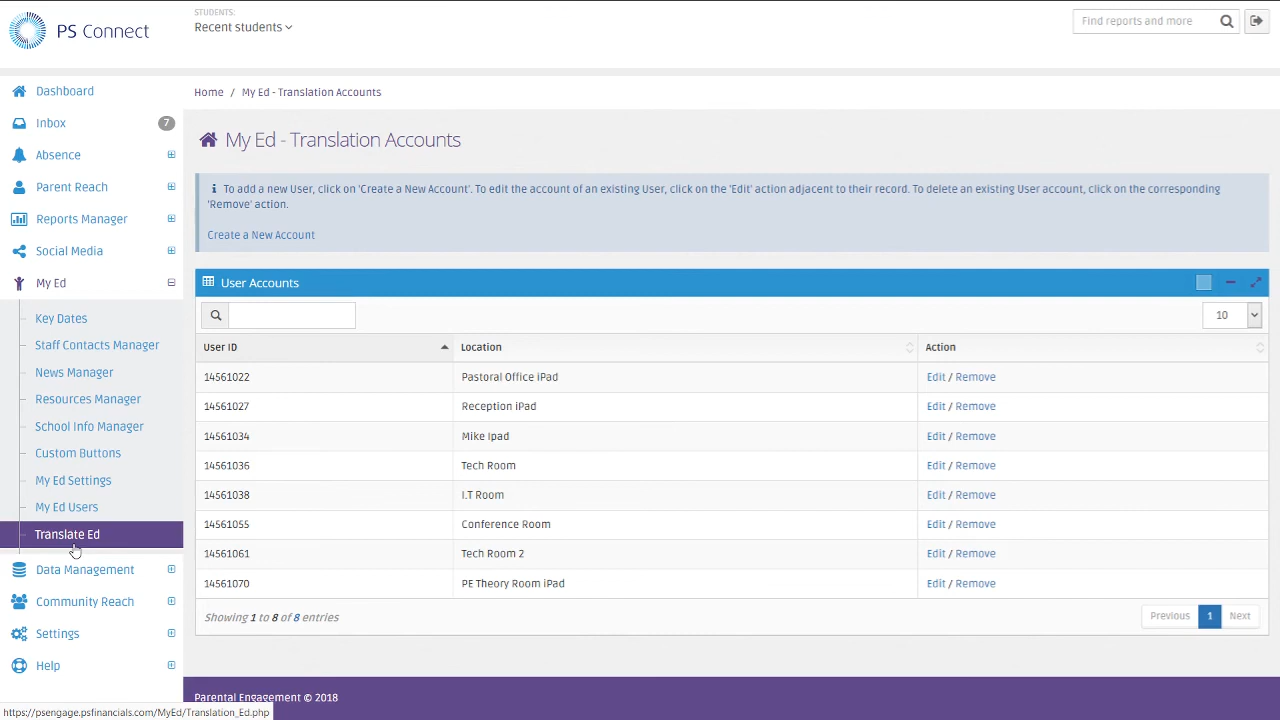 PS Connect
STUDENTS:
Recent students
Find reports and more
Dashboard
Inbox 7
Absence
Parent Reach
Reports Manager
Social Media
My Ed
Key Dates
Staff Contacts Manager
News Manager
Resources Manager
School Info Manager
Custom Buttons
My Ed Settings
My Ed Users
Translate Ed
Data Management
Community Reach
Settings
Help
Home / My Ed - Translation Accounts
My Ed - Translation Accounts
To add a new User, click on 'Create a New Account'. To edit the account of an existing User, click on the 'Edit' action adjacent to their record. To delete an existing User account, click on the corresponding
'Remove' action.
Create a New Account
User Accounts
10
User ID Location Action
14561022 Pastoral Office iPad Edit / Remove
14561027 Reception iPad Edit / Remove
14561034 Mike Ipad Edit / Remove
14561036 Tech Room Edit / Remove
14561038 I.T Room Edit / Remove
14561055 Conference Room Edit / Remove
14561061 Tech Room 2 Edit / Remove
14561070 PE Theory Room iPad Edit / Remove
Showing 1 to 8 of 8 entries
Previous 1 Next
Parental Engagement © 2018
https://psengage.psfinancials.com/MyEd/Translation_Ed.php